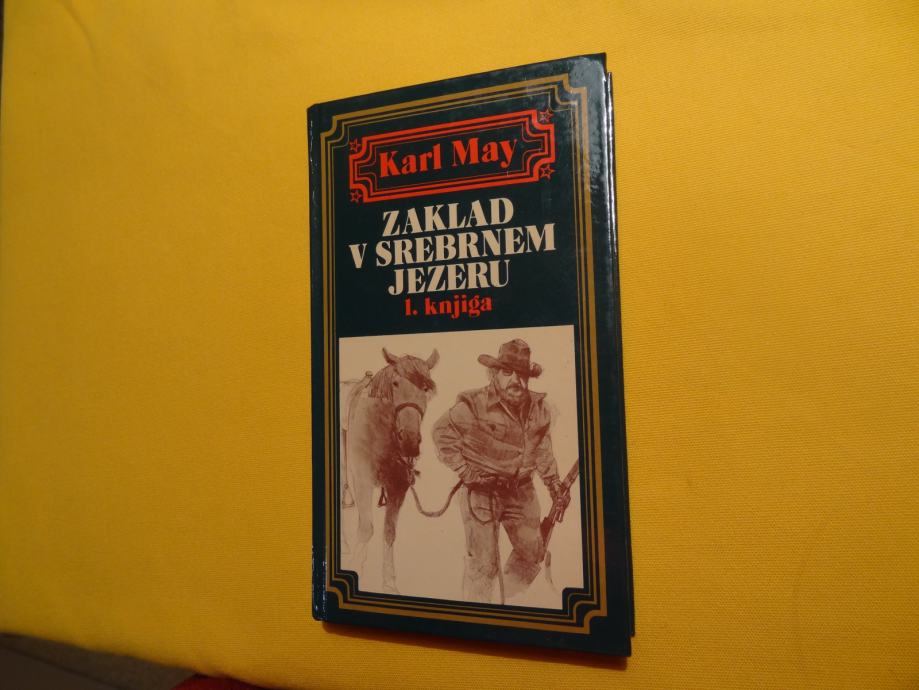 Karl May
ZAKLAD
V SREBRNEM
JEZERU
1. knjiga